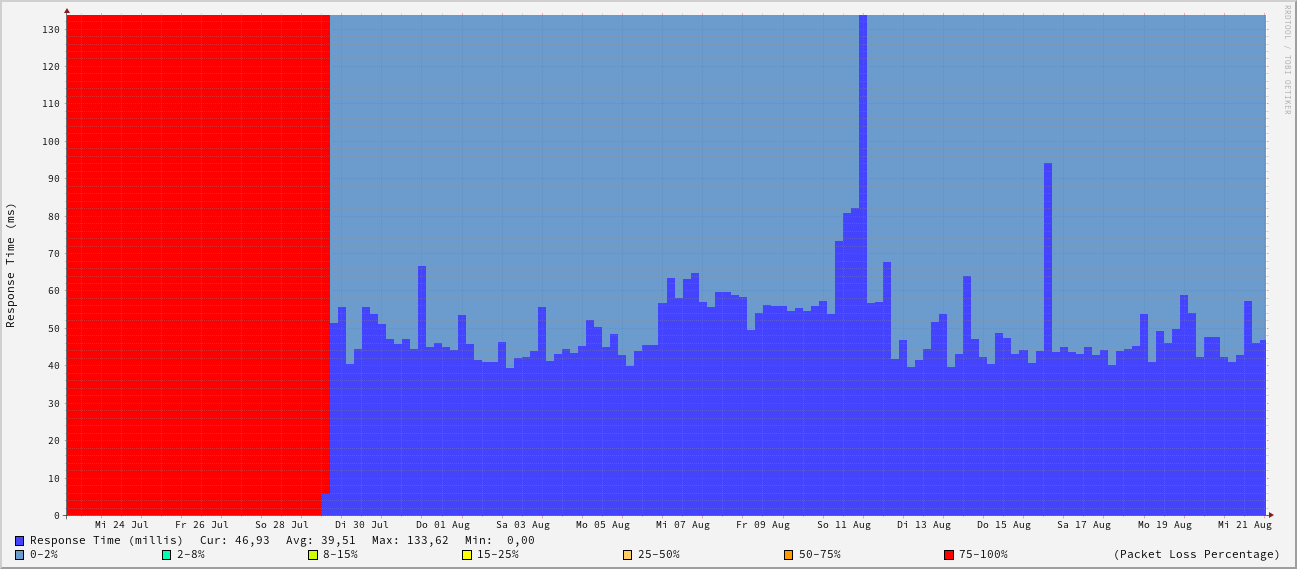 RRDTOOL / TOBI OETIKER
Response Time (ms)
130
120
110
100
90
80
70
60
50
40
30
20
10
0
Mi 24 Jul Fr 26 Jul So 28 Jul Di 30 Jul Do 01 Aug Sa 03 Aug Mo 05 Aug Mi 07 Aug Fr 09 Aug So 11 Aug Di 13 Aug Do 15 Aug Sa 17 Aug Mo 19 Aug Mi 21 Aug
Response Time (millis) Cur: 46,93 Avg: 39,51 Max: 133,62 Min: 0,00
0-2% 2-8% 8-15% 15-25% 25-50% 50-75% 75-100% (Packet Loss Percentage)